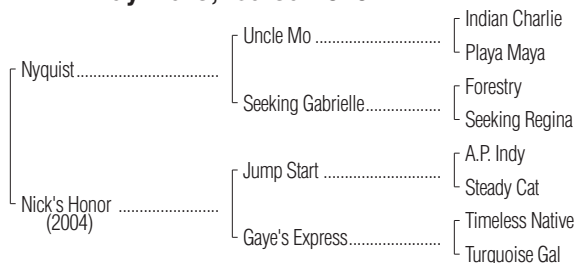 Indian Charlie
Uncle Mo
Playa Maya
Nyquist
Forestry
Seeking Gabrielle
Seeking Regina
A.P. Indy
Jump Start
Steady Cat
Nick's Honor
(2004)
Timeless Native
Gaye's Express
Turquoise Gal